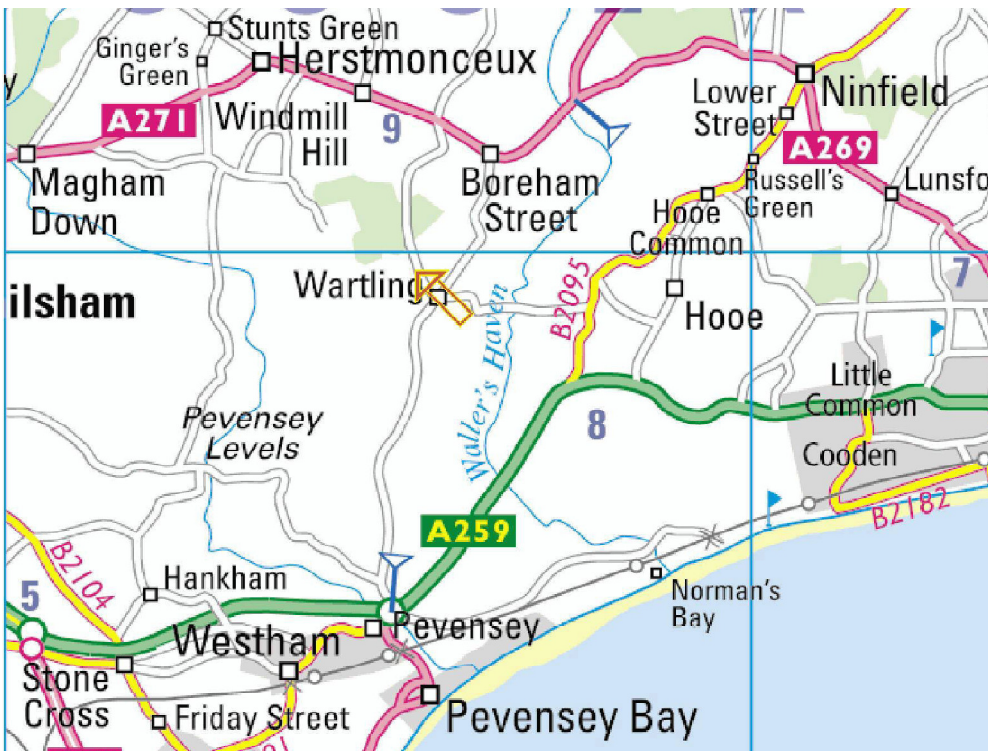 Stunts Green
Ginger's
Green
Herstmonceux
y
A271
Windmill
Hill
9
Ninfield
Lower
Street
A269
Magham
Down
Boreham
Street
Russell's
Green
Lunsfo
Hooe
Common
7
ilsham
Wartling
B2095
Hooe
Waller's Haven
Little
Common
Pevensey
Levels
8
Cooden
B2182
A259
B2104
Hankham
5
Norman's
Bay
Westham
Pevensey
Stone
Cross
Friday Street
Pevensey Bay